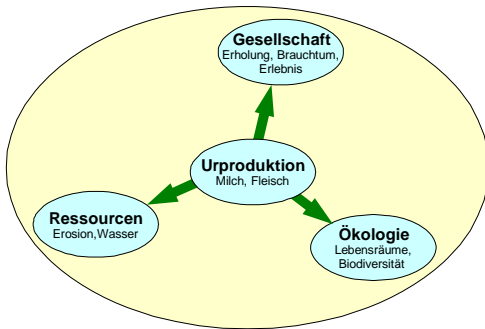 Gesellschaft
Erholung, Brauchtum,
Erlebnis
Urproduktion
Milch, Fleisch
Ressourcen
Erosion,Wasser
Ökologie
Lebensräume,
Biodiversität